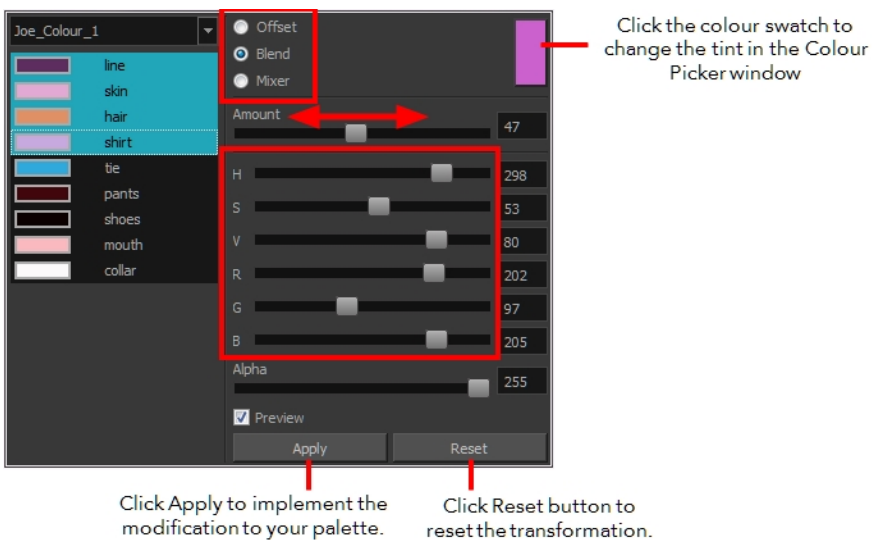 Joe_Colour_1
line
skin
hair
shirt
tie
pants
shoes
mouth
collar
Offset
Blend
Mixer
Amount
47
H 298
S 53
V 80
R 202
G 97
B 205
Alpha
255
Preview
Apply Reset
Click the colour swatch to
change the tint in the Colour
Picker window
Click Apply to implement the
modification to your palette.
Click Reset button to
reset the transformation.